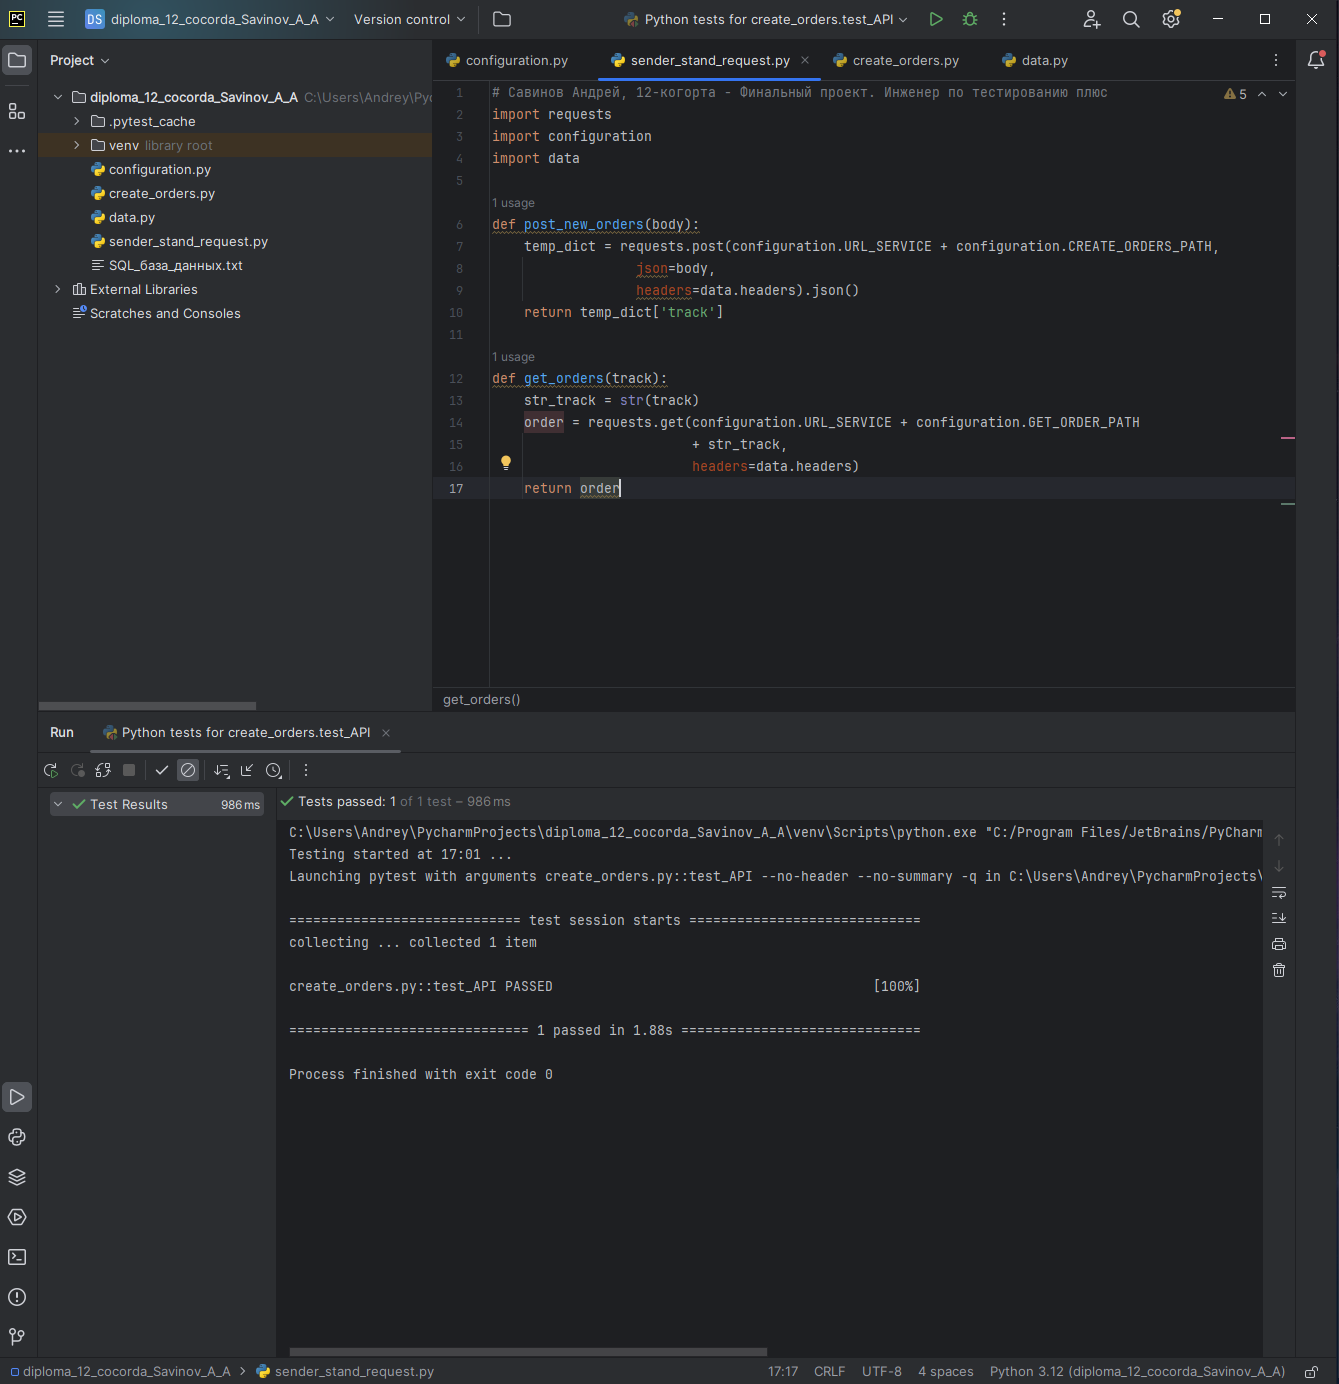 PC DS diploma_12_cocorda_Savinov_A_A Version control Python tests for create_orders.test_API
Project
diploma_12_cocorda_Savinov_A_A C:\Users\Andrey\Pyc
.pytest_cache
venv library root
configuration.py
create_orders.py
data.py
sender_stand_request.py
SQL_база_данных.txt
External Libraries
Scratches and Consoles
configuration.py sender_stand_request.py create_orders.py data.py
1 # Савинов Андрей, 12-когорта - Финальный проект. Инженер по тестированию плюс 5
2 import requests
3 import configuration
4 import data
5
1 usage
6 def post_new_orders(body):
7 temp_dict = requests.post(configuration.URL_SERVICE + configuration.CREATE_ORDERS_PATH,
8 json=body,
9 headers=data.headers).json()
10 return temp_dict['track']
11
1 usage
12 def get_orders(track):
13 str_track = str(track)
14 order = requests.get(configuration.URL_SERVICE + configuration.GET_ORDER_PATH
15 + str_track,
16 headers=data.headers)
17 return order
get_orders()
Run Python tests for create_orders.test_API
Test Results 986 ms
Tests passed: 1 of 1 test – 986 ms
C:\Users\Andrey\PycharmProjects\diploma_12_cocorda_Savinov_A_A\venv\Scripts\python.exe "C:/Program Files/JetBrains/PyCharm
Testing started at 17:01 ...
Launching pytest with arguments create_orders.py::test_API --no-header --no-summary -q in C:\Users\Andrey\PycharmProjects\
============================= test session starts =============================
collecting ... collected 1 item
create_orders.py::test_API PASSED [100%]
============================== 1 passed in 1.88s ==============================
Process finished with exit code 0
diploma_12_cocorda_Savinov_A_A sender_stand_request.py 17:17 CRLF UTF-8 4 spaces Python 3.12 (diploma_12_cocorda_Savinov_A_A)